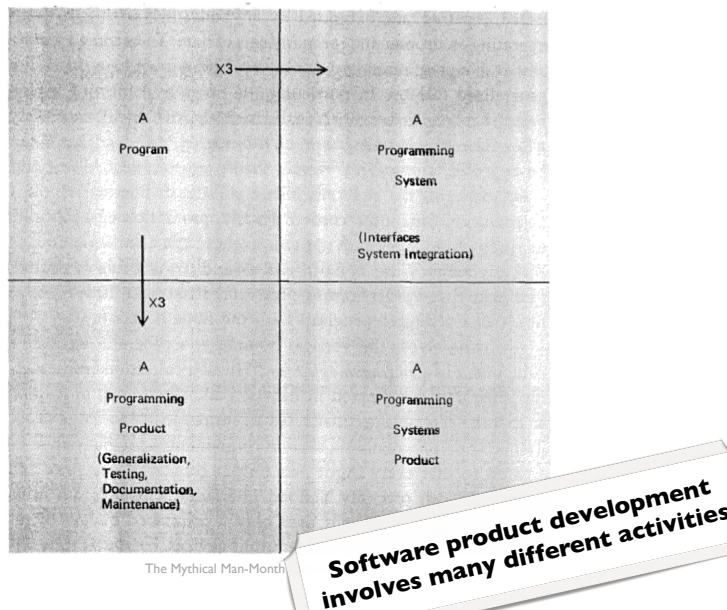 X3
A
Program
A
Programming
System
(Interfaces
System Integration)
X3
A
Programming
Product
(Generalization,
Testing,
Documentation,
Maintenance)
A
Programming
Systems
Product
The Mythical Man-Month
Software product development
involves many different activities